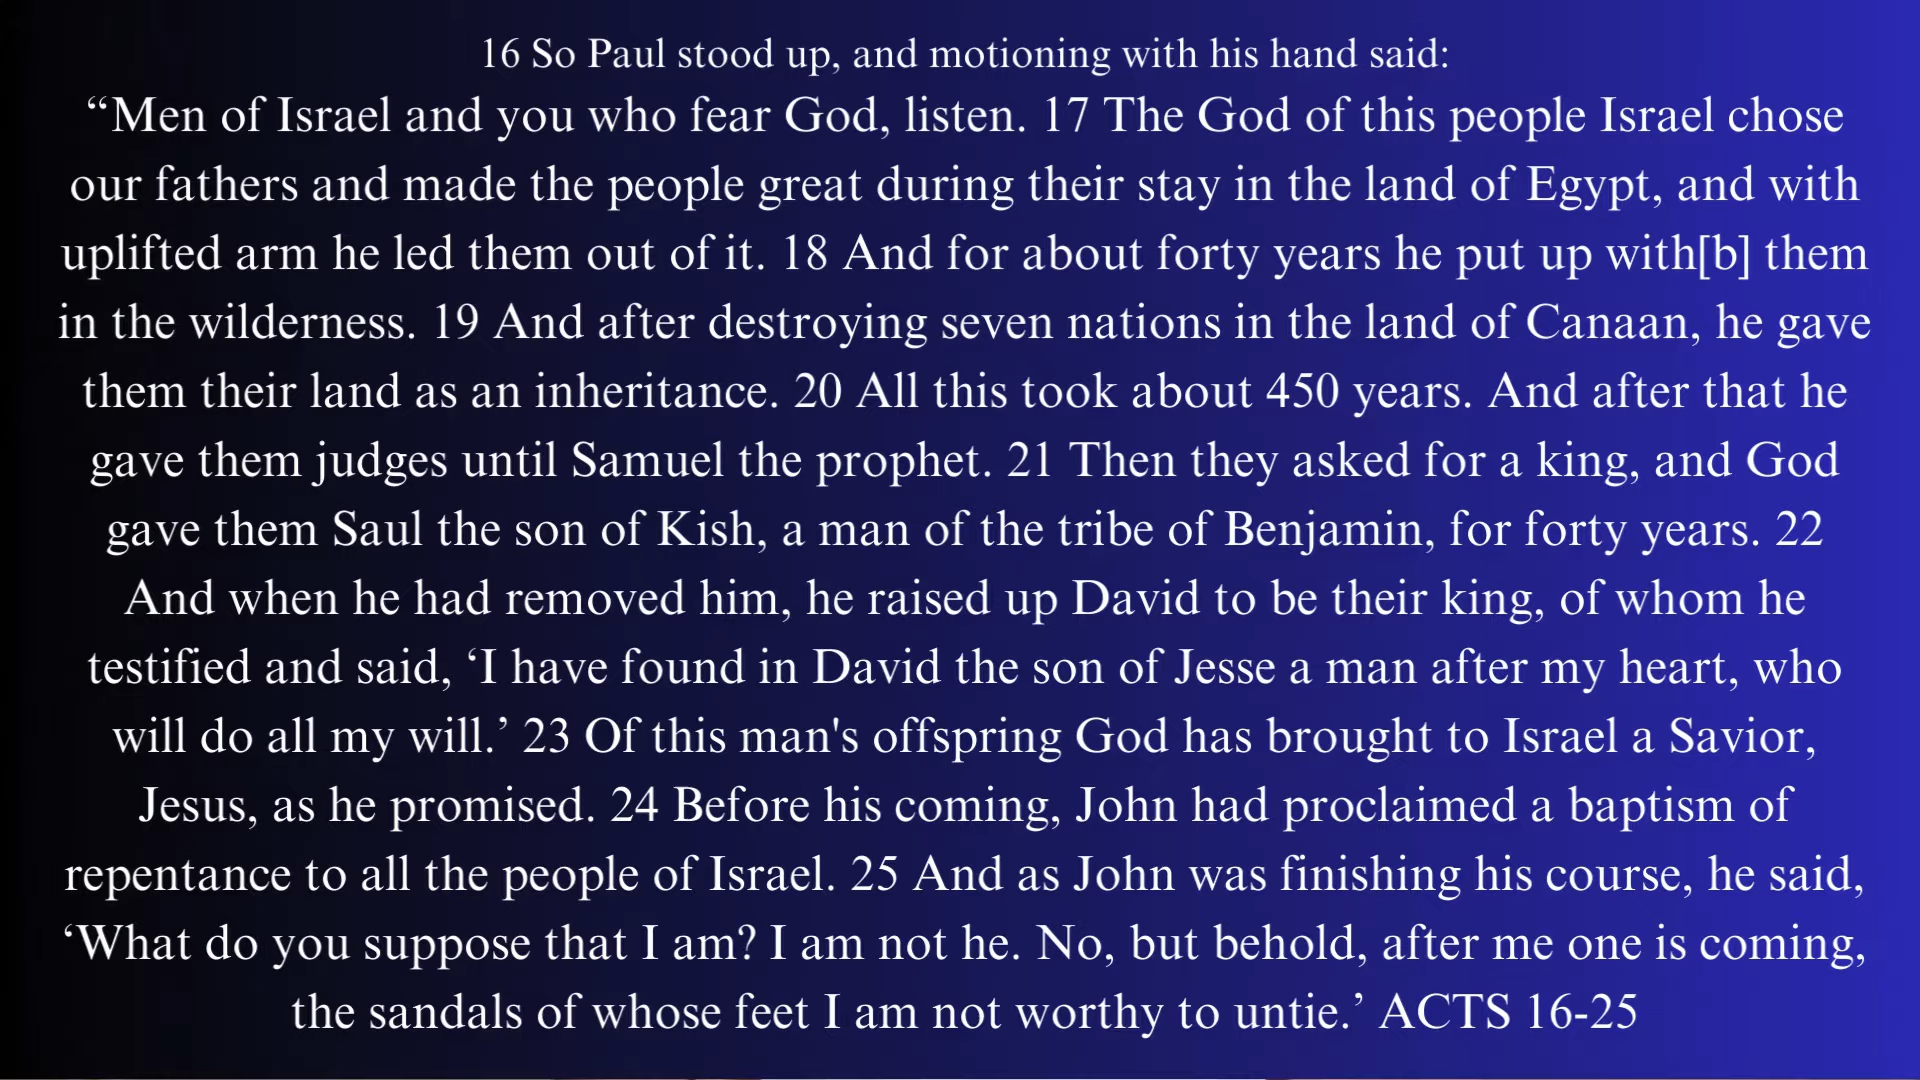 16 So Paul stood up, and motioning with his hand said:
“Men of Israel and you who fear God, listen. 17 The God of this people Israel chose
our fathers and made the people great during their stay in the land of Egypt, and with
uplifted arm he led them out of it. 18 And for about forty years he put up with[b] them
in the wilderness. 19 And after destroying seven nations in the land of Canaan, he gave
them their land as an inheritance. 20 All this took about 450 years. And after that he
gave them judges until Samuel the prophet. 21 Then they asked for a king, and God
gave them Saul the son of Kish, a man of the tribe of Benjamin, for forty years. 22
And when he had removed him, he raised up David to be their king, of whom he
testified and said, ‘I have found in David the son of Jesse a man after my heart, who
will do all my will.’ 23 Of this man's offspring God has brought to Israel a Savior,
Jesus, as he promised. 24 Before his coming, John had proclaimed a baptism of
repentance to all the people of Israel. 25 And as John was finishing his course, he said,
‘What do you suppose that I am? I am not he. No, but behold, after me one is coming,
the sandals of whose feet I am not worthy to untie.’ ACTS 16-25